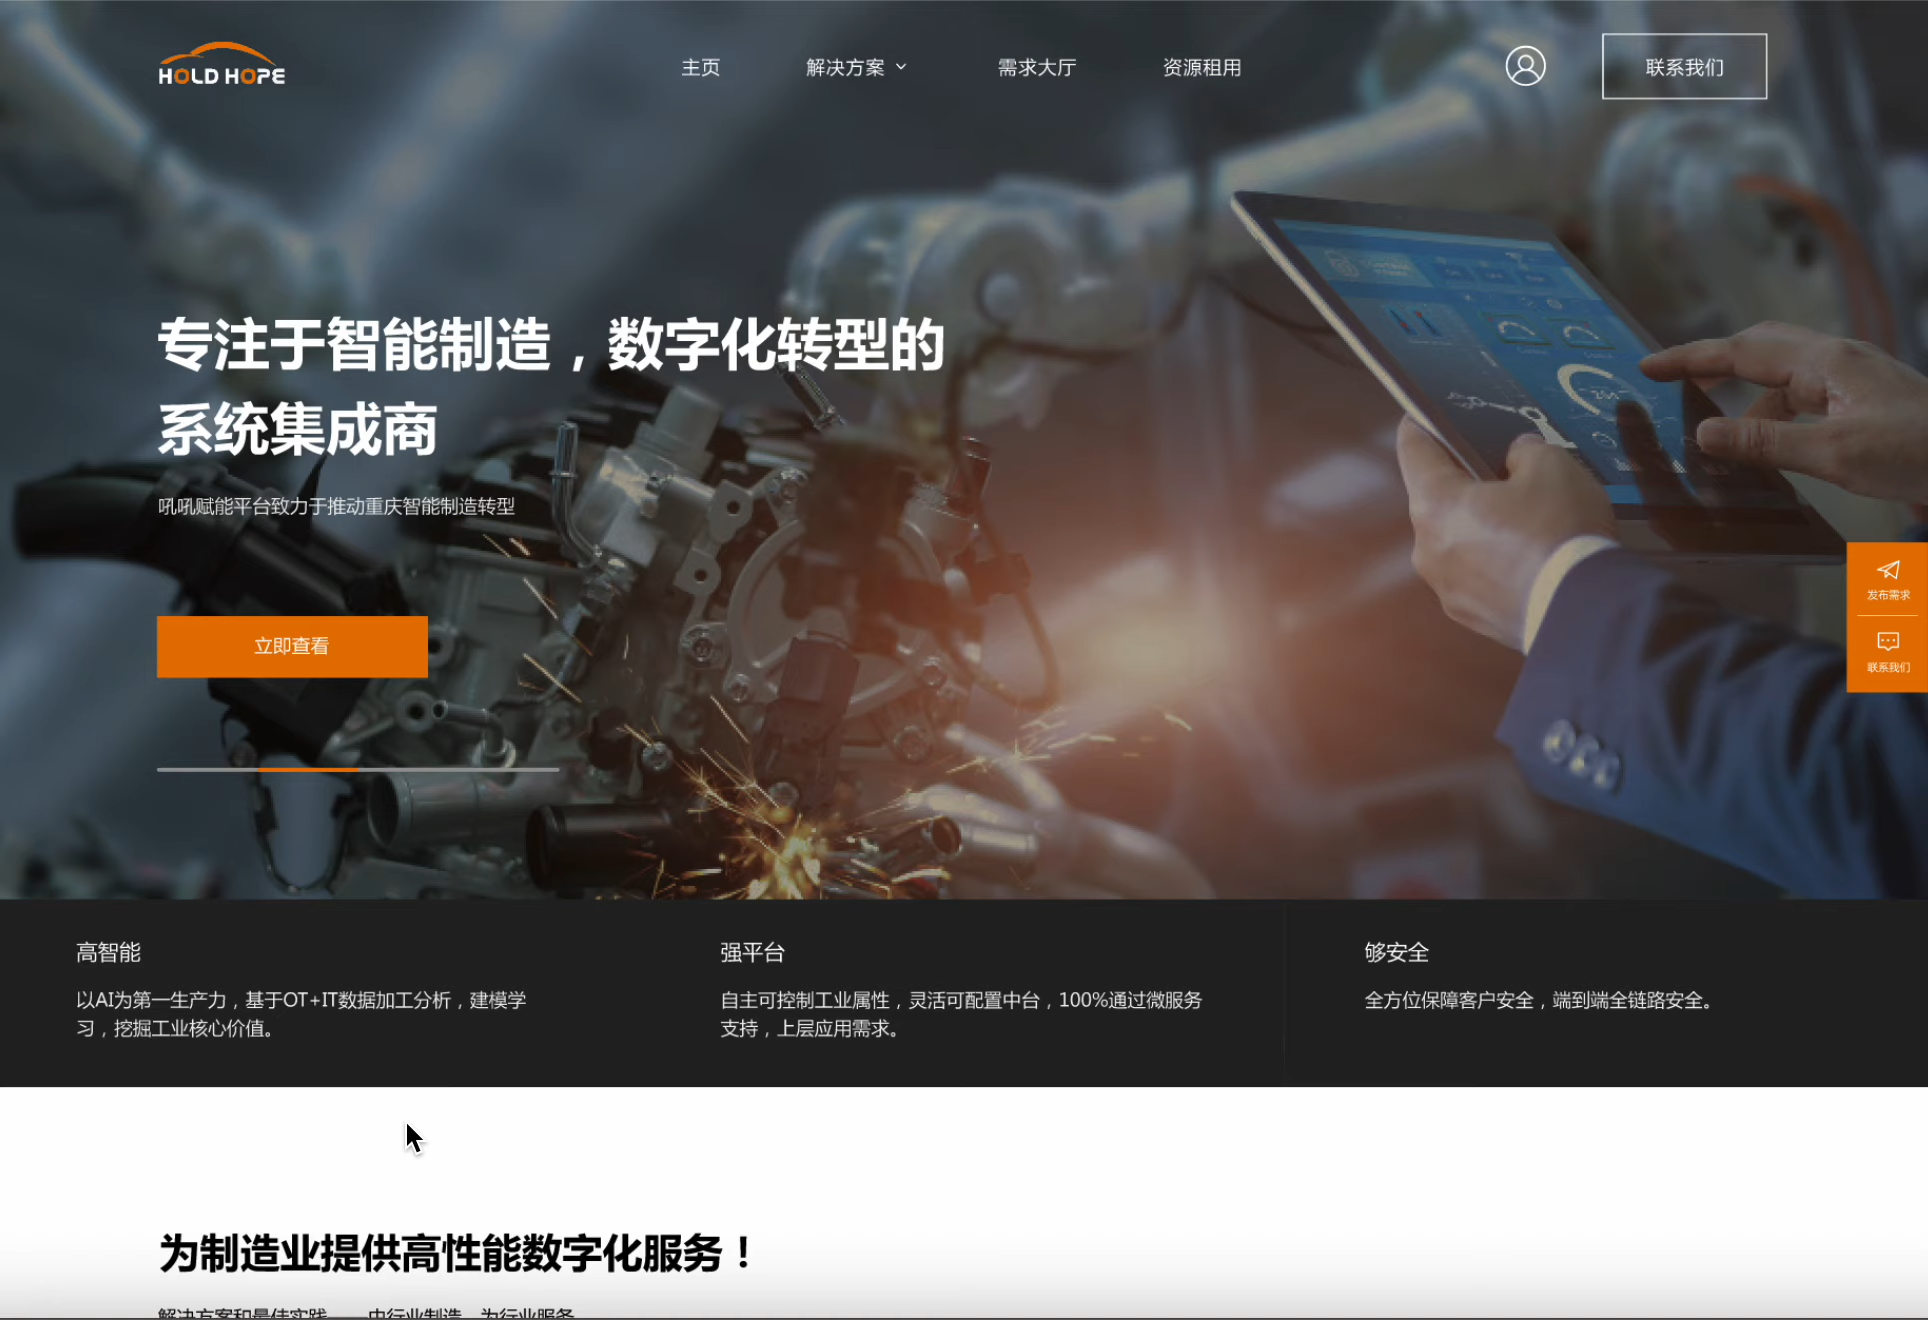 HOLD HOPE
主页
解决方案
需求大厅
资源租用
联系我们
专注于智能制造，数字化转型的
系统集成商
吼吼赋能平台致力于推动重庆智能制造转型
立即查看
发布需求
联系我们
高智能
以AI为第一生产力，基于OT+IT数据加工分析，建模学
习，挖掘工业核心价值。
强平台
自主可控制工业属性，灵活可配置中台，100%通过微服务
支持，上层应用需求。
够安全
全方位保障客户安全，端到端全链路安全。
为制造业提供高性能数字化服务！
解决方案和最佳实践——由行业制造，为行业服务